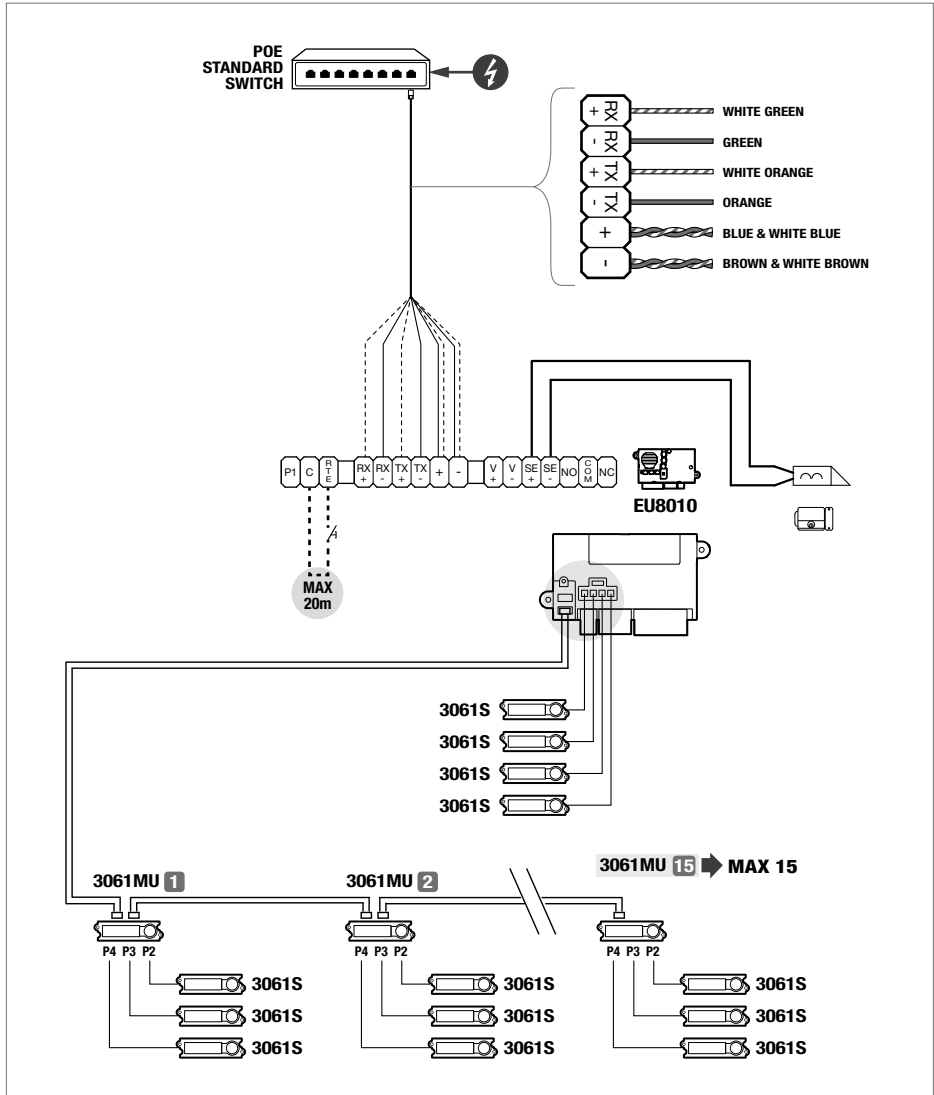 POE
STANDARD
SWITCH
RX +
WHITE GREEN
RX -
GREEN
TX +
WHITE ORANGE
TX -
ORANGE
+
BLUE & WHITE BLUE
-
BROWN & WHITE BROWN
P1 C RTE RX+ RX- TX+ TX- + - V+ V- SE+ SE- NO COM NC
EU8010
MAX
20m
3061S
3061S
3061S
3061S
3061MU 15 MAX 15
3061MU 1 3061MU 2
P4 P3 P2 P4 P3 P2 P4 P3 P2
3061S 3061S 3061S
3061S 3061S 3061S
3061S 3061S 3061S